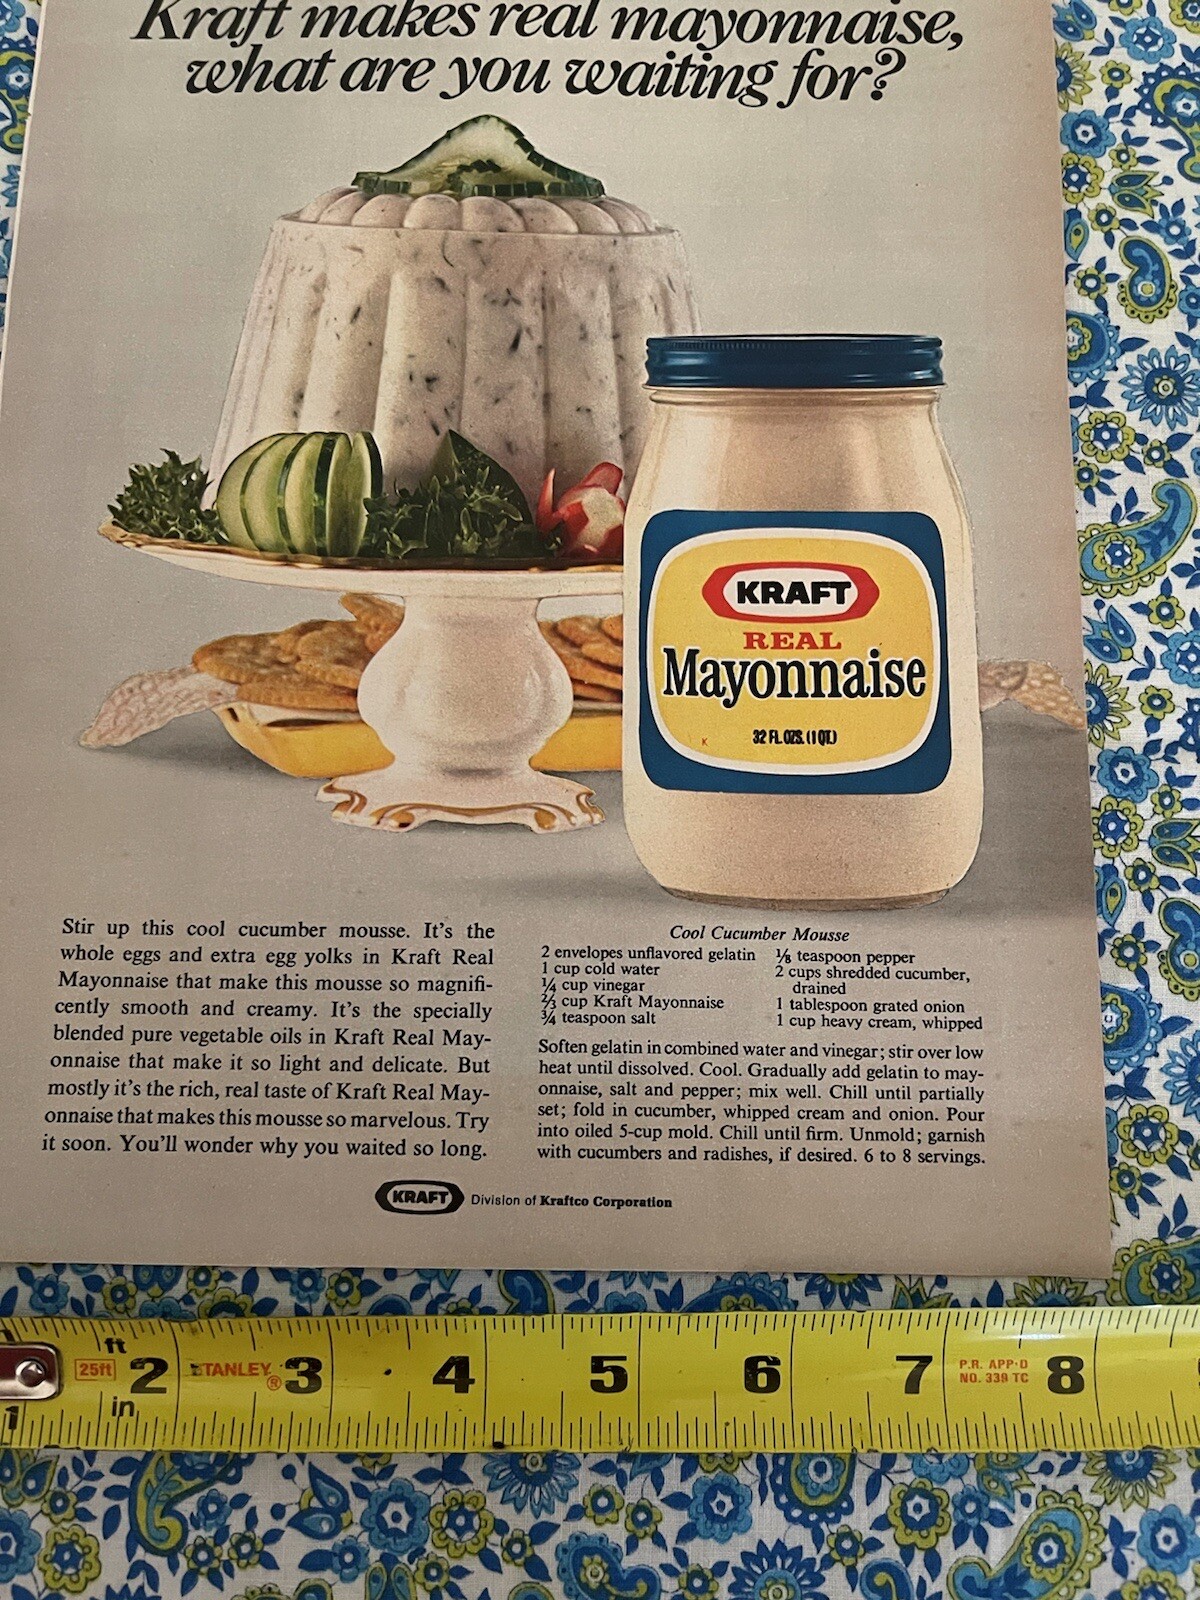 Kraft makes real mayonnaise,
what are you waiting for?
KRAFT
REAL
Mayonnaise
K
32 FL. OZS. (1 QT.)
Stir up this cool cucumber mousse. It's the
whole eggs and extra egg yolks in Kraft Real
Mayonnaise that make this mousse so magnifi-
cently smooth and creamy. It's the specially
blended pure vegetable oils in Kraft Real May-
onnaise that make it so light and delicate. But
mostly it's the rich, real taste of Kraft Real May-
onnaise that makes this mousse so marvelous. Try
it soon. You'll wonder why you waited so long.
Cool Cucumber Mousse
2 envelopes unflavored gelatin
1 cup cold water
¼ cup vinegar
⅔ cup Kraft Mayonnaise
¾ teaspoon salt
⅛ teaspoon pepper
2 cups shredded cucumber,
drained
1 tablespoon grated onion
1 cup heavy cream, whipped
Soften gelatin in combined water and vinegar; stir over low
heat until dissolved. Cool. Gradually add gelatin to may-
onnaise, salt and pepper; mix well. Chill until partially
set; fold in cucumber, whipped cream and onion. Pour
into oiled 5-cup mold. Chill until firm. Unmold; garnish
with cucumbers and radishes, if desired. 6 to 8 servings.
KRAFT Division of Kraftco Corporation
ft
25ft 2 STANLEY® 3 4 5 6 7 P.R. APP'D NO. 339 TC 8
1 in